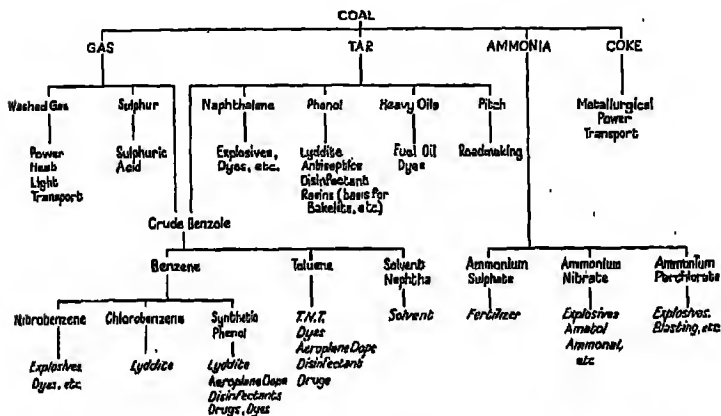 COAL
GAS
TAR
AMMONIA
COKE
Washed Gas
Sulphur
Naphthalene
Phenol
Heavy Oils
Pitch
Metallurgical
Power
Transport
Power
Heat
Light
Transport
Sulphuric
Acid
Explosives,
Dyes, etc.
Lyddite
Antiseptics
Disinfectant
Resins (basis for
Bakelite, etc)
Fuel Oil
Dyes
Roadmaking
Crude Benzole
Benzene
Toluene
Solvent
Naphtha
Ammonium
Sulphate
Ammonium
Nitrate
Ammonium
Perchlorate
Nitrobenzene
Chlorobenzene
Synthetic
Phenol
T.N.T.
Dyes
Aeroplane Dope
Disinfectant
Drugs
Solvent
Fertilizer
Explosives
Amatol
Ammonal,
etc
Explosives.
Blasting, etc.
Explosives
Dyes, etc
Lyddite
Lyddite
Aeroplane Dope
Disinfectants
Drugs, Dyes